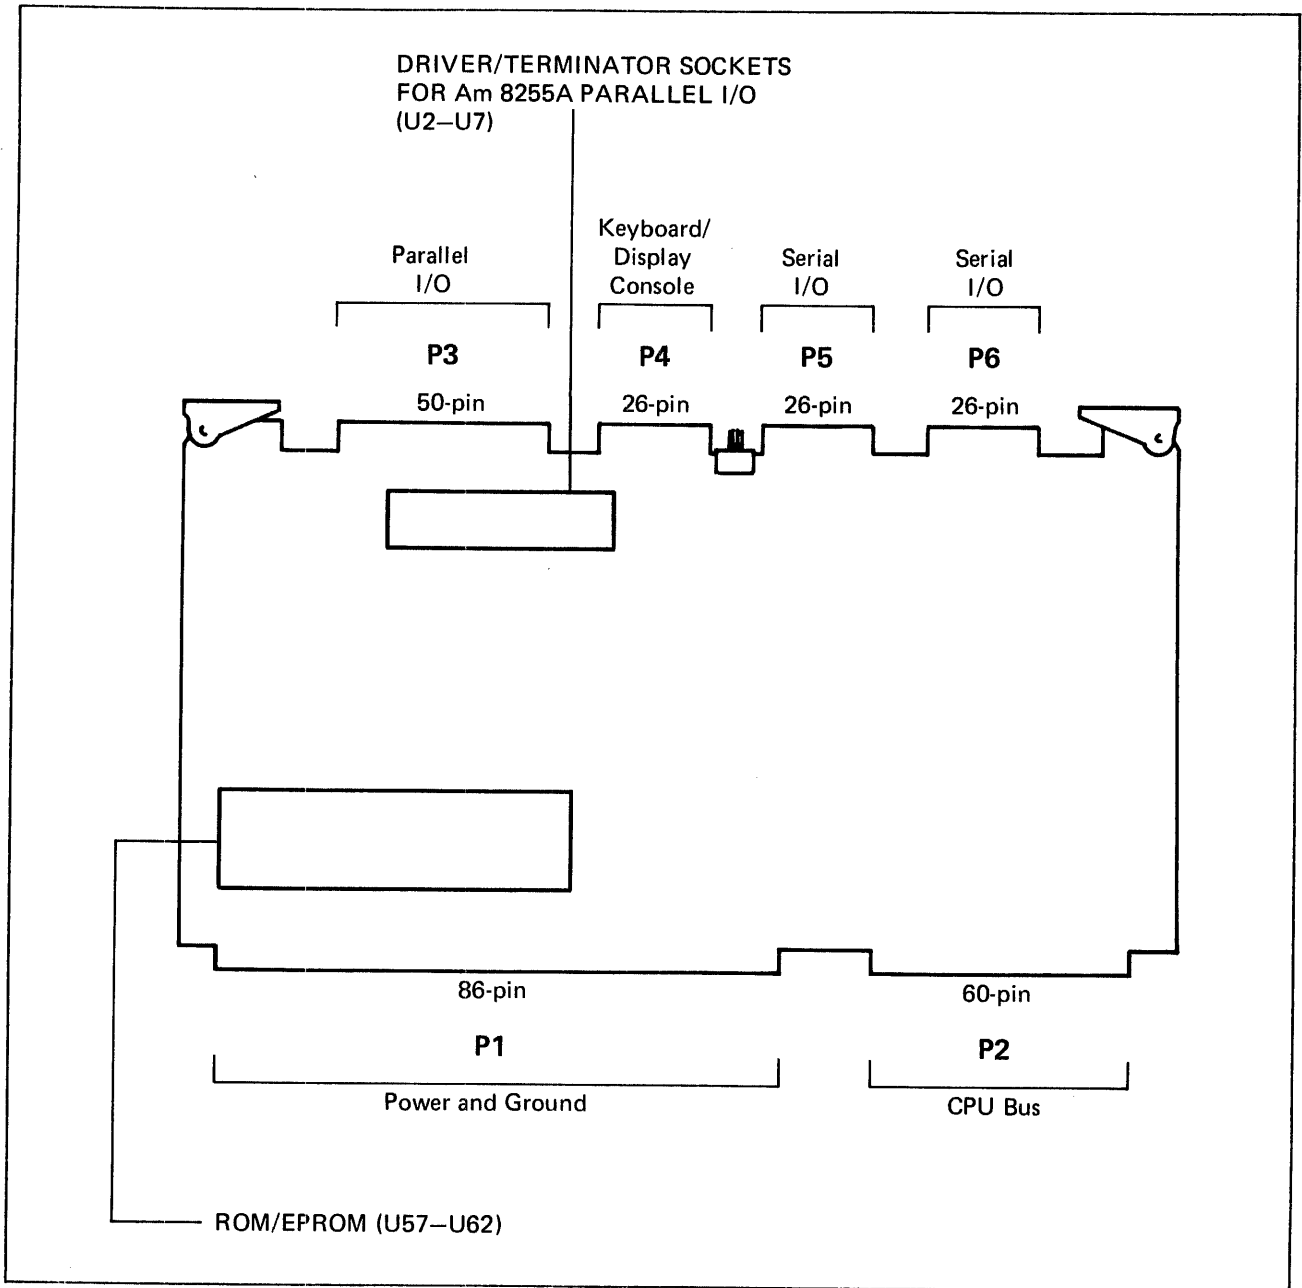 DRIVER/TERMINATOR SOCKETS
FOR Am 8255A PARALLEL I/O
(U2—U7)
Parallel
I/O
Keyboard/
Display
Console
Serial
I/O
Serial
I/O
P3
P4
P5
P6
50-pin
26-pin
26-pin
26-pin
86-pin
60-pin
P1
P2
Power and Ground
CPU Bus
ROM/EPROM (U57—U62)